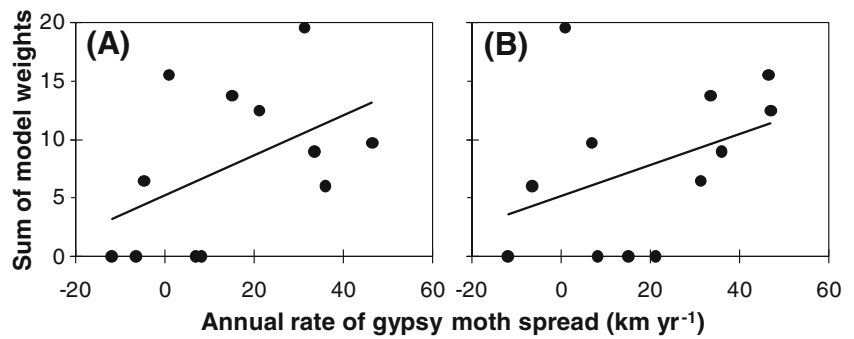 Sum of model weights
20
15
10
5
0
(A)
(B)
-20 0 20 40 60
-20 0 20 40 60
Annual rate of gypsy moth spread (km yr-1)